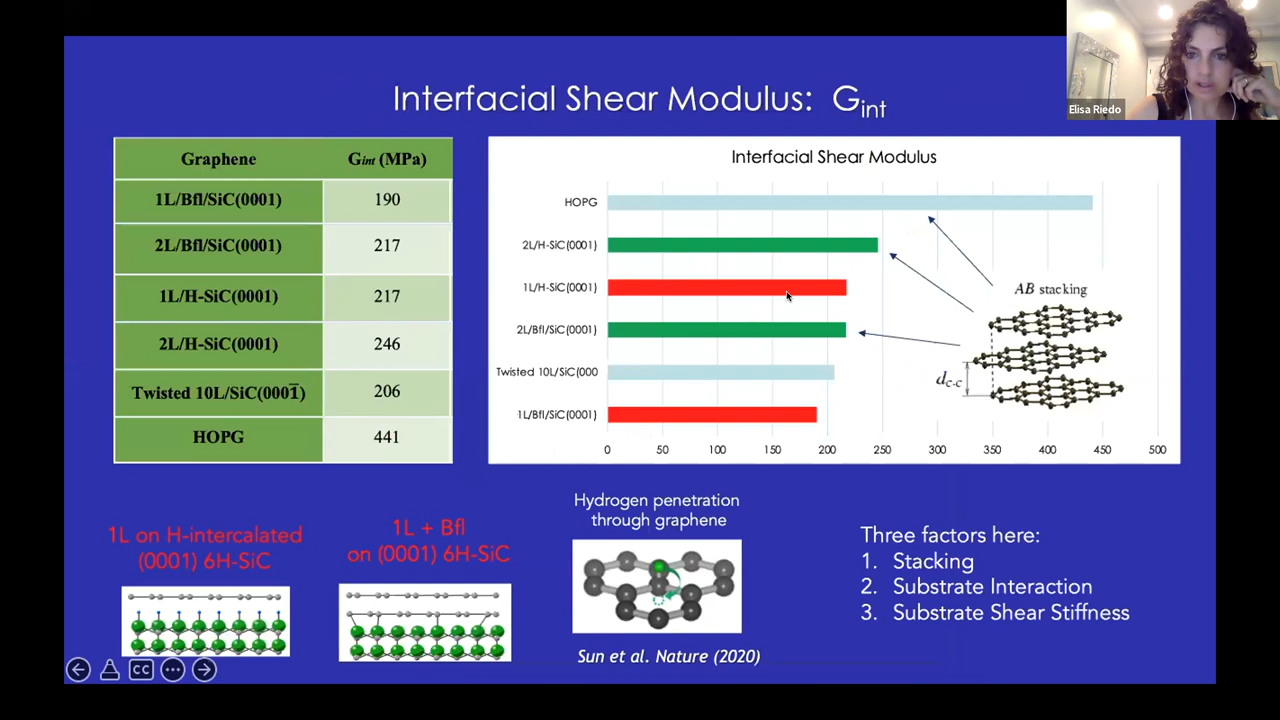 Elisa Riedo
Interfacial Shear Modulus: Gint
Graphene Gint (MPa)
1L/Bfl/SiC(0001) 190
2L/Bfl/SiC(0001) 217
1L/H-SiC(0001) 217
2L/H-SiC(0001) 246
Twisted 10L/SiC(0001̅) 206
HOPG 441
Interfacial Shear Modulus
HOPG
2L/H-SiC(0001)
1L/H-SiC(0001)
2L/Bfl/SiC(0001)
Twisted 10L/SiC(000
1L/Bfl/SiC(0001)
0 50 100 150 200 250 300 350 400 450 500
AB stacking
dC-C
1L on H-intercalated
(0001) 6H-SiC
1L + Bfl
on (0001) 6H-SiC
Hydrogen penetration
through graphene
Sun et al. Nature (2020)
Three factors here:
1. Stacking
2. Substrate Interaction
3. Substrate Shear Stiffness
CC